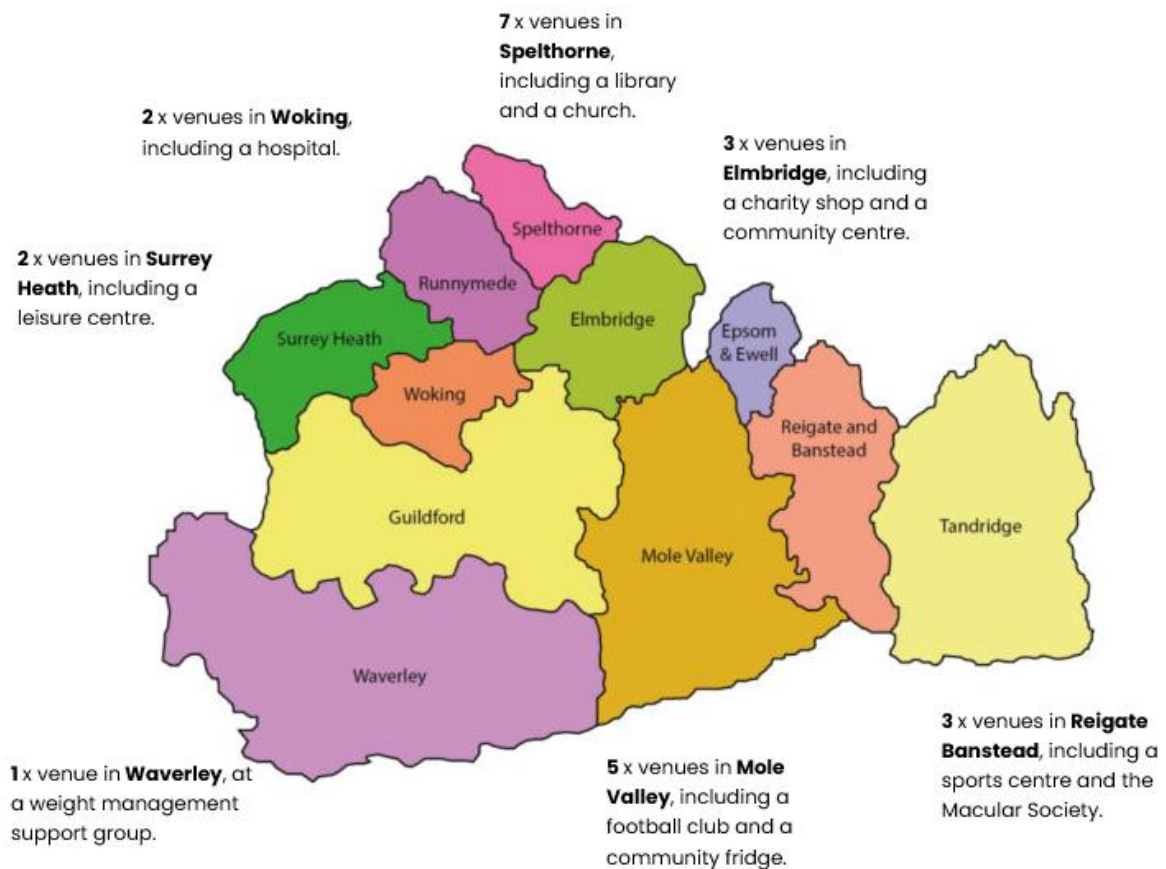 7 x venues in
Spelthorne,
including a library
and a church.
2 x venues in Woking,
including a hospital.
3 x venues in
Elmbridge, including
a charity shop and a
community centre.
2 x venues in Surrey
Heath, including a
leisure centre.
Spelthorne
Runnymede
Elmbridge
Epsom
& Ewell
Surrey Heath
Woking
Reigate and
Banstead
Guildford
Mole Valley
Tandridge
Waverley
1 x venue in Waverley, at
a weight management
support group.
5 x venues in Mole
Valley, including a
football club and a
community fridge.
3 x venues in Reigate
Banstead, including a
sports centre and the
Macular Society.